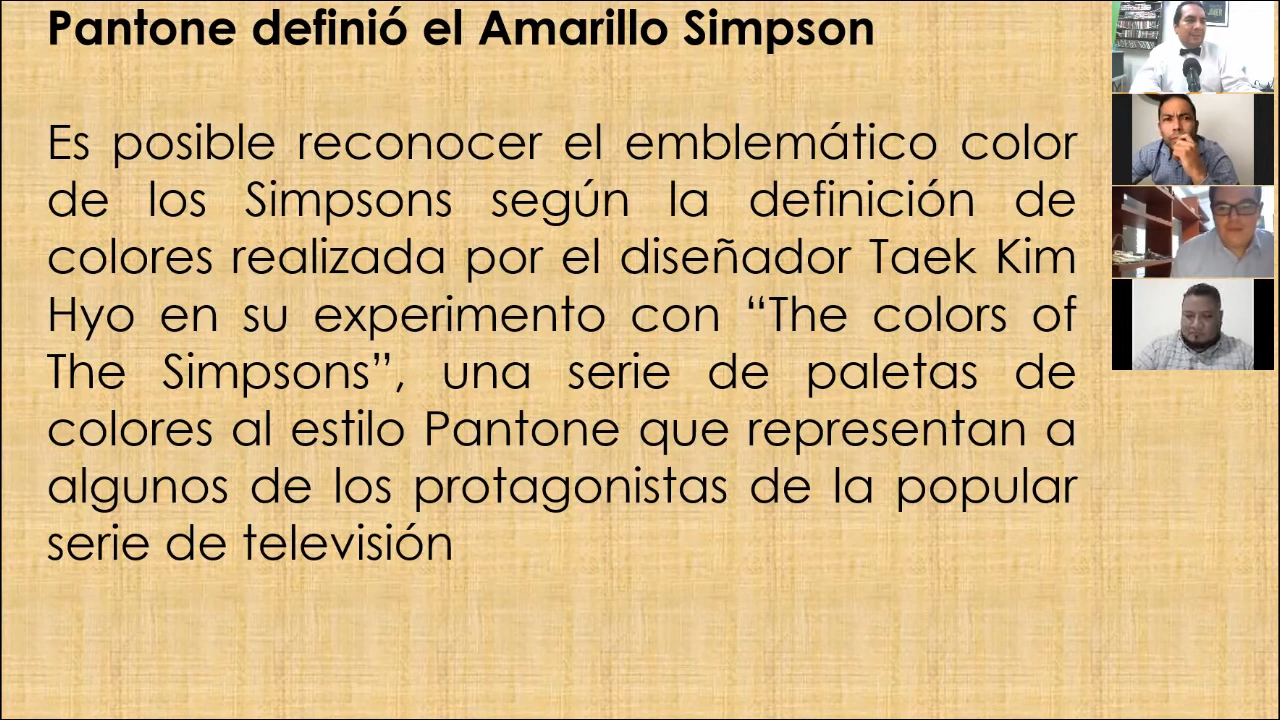 Pantone definió el Amarillo Simpson
Es posible reconocer el emblemático color
de los Simpsons según la definición de
colores realizada por el diseñador Taek Kim
Hyo en su experimento con “The colors of
The Simpsons”, una serie de paletas de
colores al estilo Pantone que representan a
algunos de los protagonistas de la popular
serie de televisión